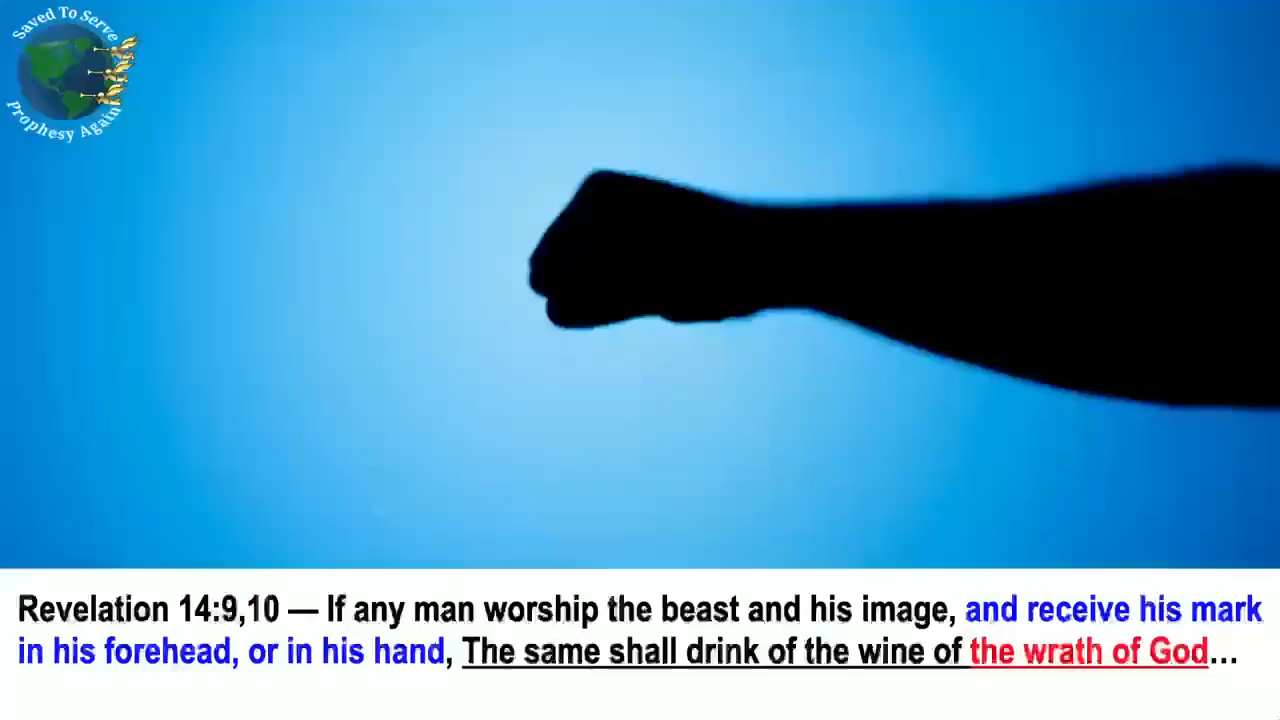 Saved To Serve
Prophesy Again
Revelation 14:9,10 — If any man worship the beast and his image, and receive his mark
in his forehead, or in his hand, The same shall drink of the wine of the wrath of God...